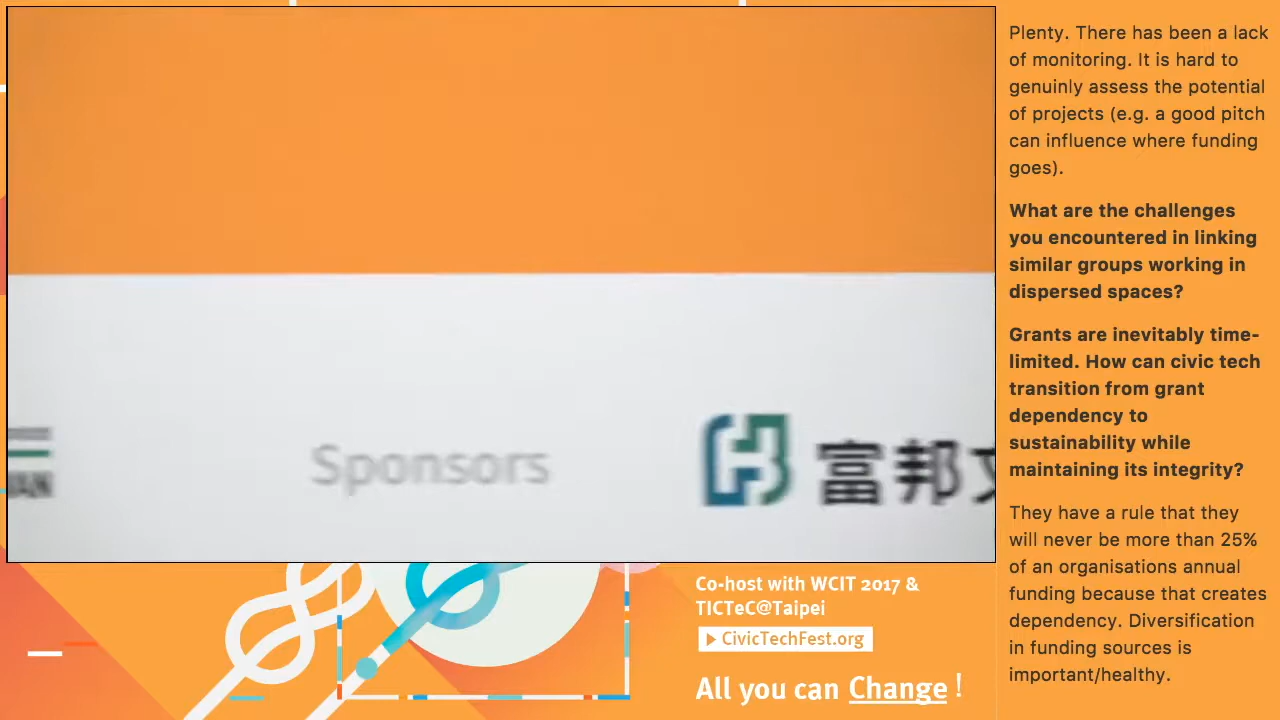 Sponsors
富邦文
Co-host with WCIT 2017 &
TICTeC@Taipei
CivicTechFest.org
All you can Change !
Plenty. There has been a lack
of monitoring. It is hard to
genuinly assess the potential
of projects (e.g. a good pitch
can influence where funding
goes).
What are the challenges
you encountered in linking
similar groups working in
dispersed spaces?
Grants are inevitably time-
limited. How can civic tech
transition from grant
dependency to
sustainability while
maintaining its integrity?
They have a rule that they
will never be more than 25%
of an organisations annual
funding because that creates
dependency. Diversification
in funding sources is
important/healthy.